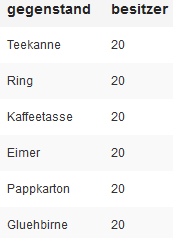 gegenstand besitzer
Teekanne 20
Ring 20
Kaffeetasse 20
Eimer 20
Pappkarton 20
Gluehbirne 20